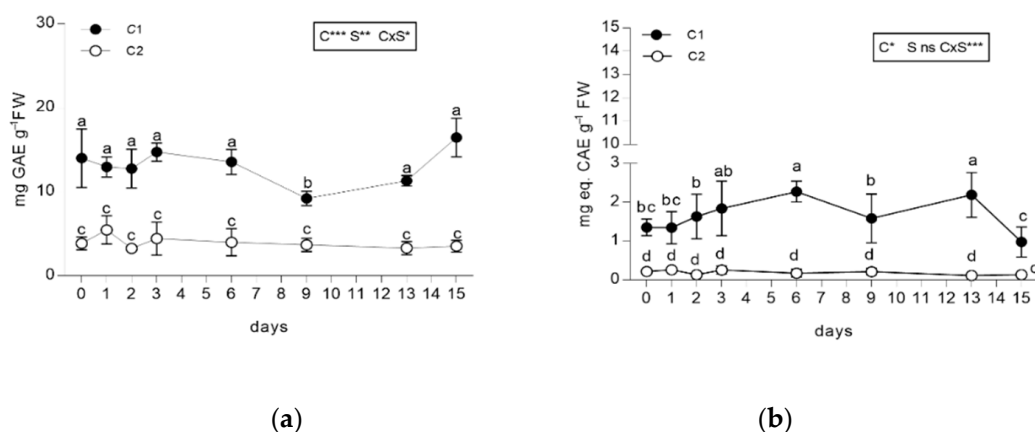 30
20
10
0
mg GAE g⁻¹FW
C1
C2
C*** S** CxS*
a a a a a b a a
c c c c c c c c
0 1 2 3 4 5 6 7 8 9 10 11 12 13 14 15
days
(a)
15
14
13
12
11
10
3
2
1
0
mg eq. CAE g⁻¹ FW
C1
C2
C* S ns CxS***
bc bc b ab a b a c
d d d d d d d
0 1 2 3 4 5 6 7 8 9 10 11 12 13 14 15
days
(b)